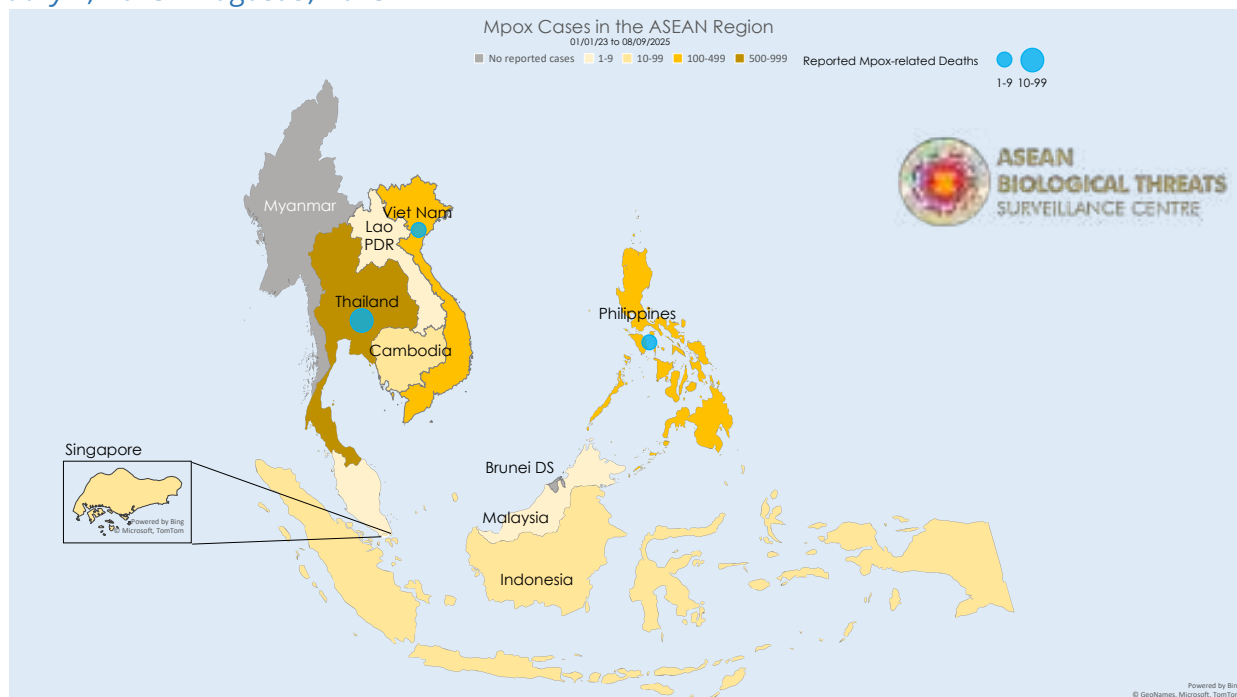 Mpox Cases in the ASEAN Region
01/01/23 to 08/09/2025
No reported cases 1-9 10-99 100-499 500-999 Reported Mpox-related Deaths
1-9 10-99
ASEAN
BIOLOGICAL THREATS
SURVEILLANCE CENTRE
Myanmar
Viet Nam
Lao
PDR
Thailand
Philippines
Cambodia
Singapore
Powered by Bing
© Microsoft, TomTom
Brunei DS
Malaysia
Indonesia
Powered by Bing
© GeoNames, Microsoft, TomTom